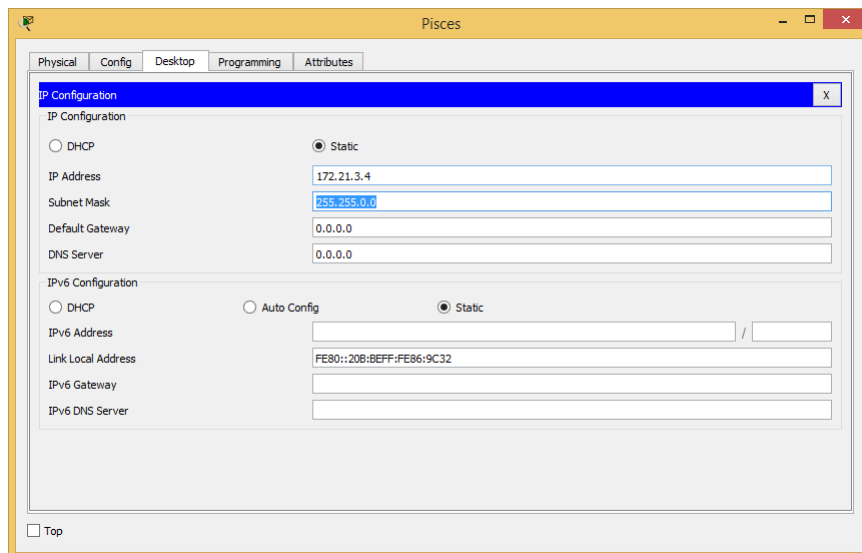 Pisces
Physical Config Desktop Programming Attributes
IP Configuration X
IP Configuration
DHCP Static
IP Address 172.21.3.4
Subnet Mask 255.255.0.0
Default Gateway 0.0.0.0
DNS Server 0.0.0.0
IPv6 Configuration
DHCP Auto Config Static
IPv6 Address /
Link Local Address FE80::20B:BEFF:FE86:9C32
IPv6 Gateway
IPv6 DNS Server
Top